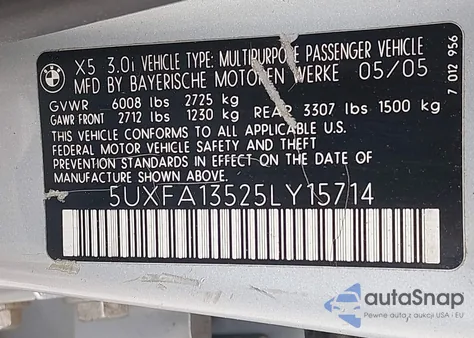 X5 3.0i VEHICLE TYPE: MULTIPURPOSE PASSENGER VEHICLE
MFD BY BAYERISCHE MOTOREN WERKE 05/05
GVWR 6008 lbs 2725 kg
GAWR FRONT 2712 lbs 1230 kg REAR 3307 lbs 1500 kg
THIS VEHICLE CONFORMS TO ALL APPLICABLE U.S.
FEDERAL MOTOR VEHICLE SAFETY AND THEFT
PREVENTION STANDARDS IN EFFECT ON THE DATE OF
MANUFACTURE SHOWN ABOVE.
5UXFA13525LY15714
7 012 956
autoSnap
Pewne auta z licytacji USA - EU